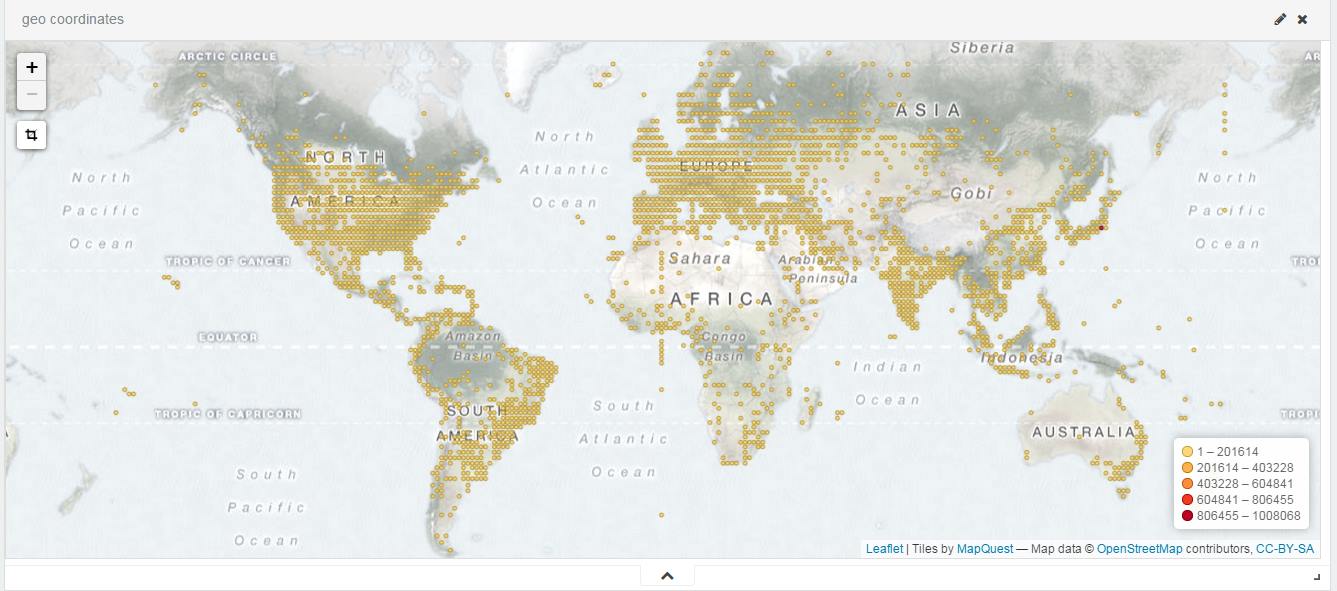 geo coordinates
Siberia
ARCTIC CIRCLE
AR
+
−
ASIA
North
Atlantic
Ocean
NORTH
AMERICA
EUROPE
North
Pacific
Ocean
Gobi
North
Pacific
Ocean
TROPIC OF CANCER
Sahara
Arabian
Peninsula
TROPI
AFRICA
EQUATOR
Amazon
Basin
Congo
Basin
Indonesia
Indian
Ocean
TROPIC OF CAPRICORN
SOUTH
AMERICA
South
Atlantic
Ocean
TROPI
AUSTRALIA
South
Pacific
Ocean
1 – 201614
201614 – 403228
403228 – 604841
604841 – 806455
806455 – 1008068
Leaflet | Tiles by MapQuest — Map data © OpenStreetMap contributors, CC-BY-SA